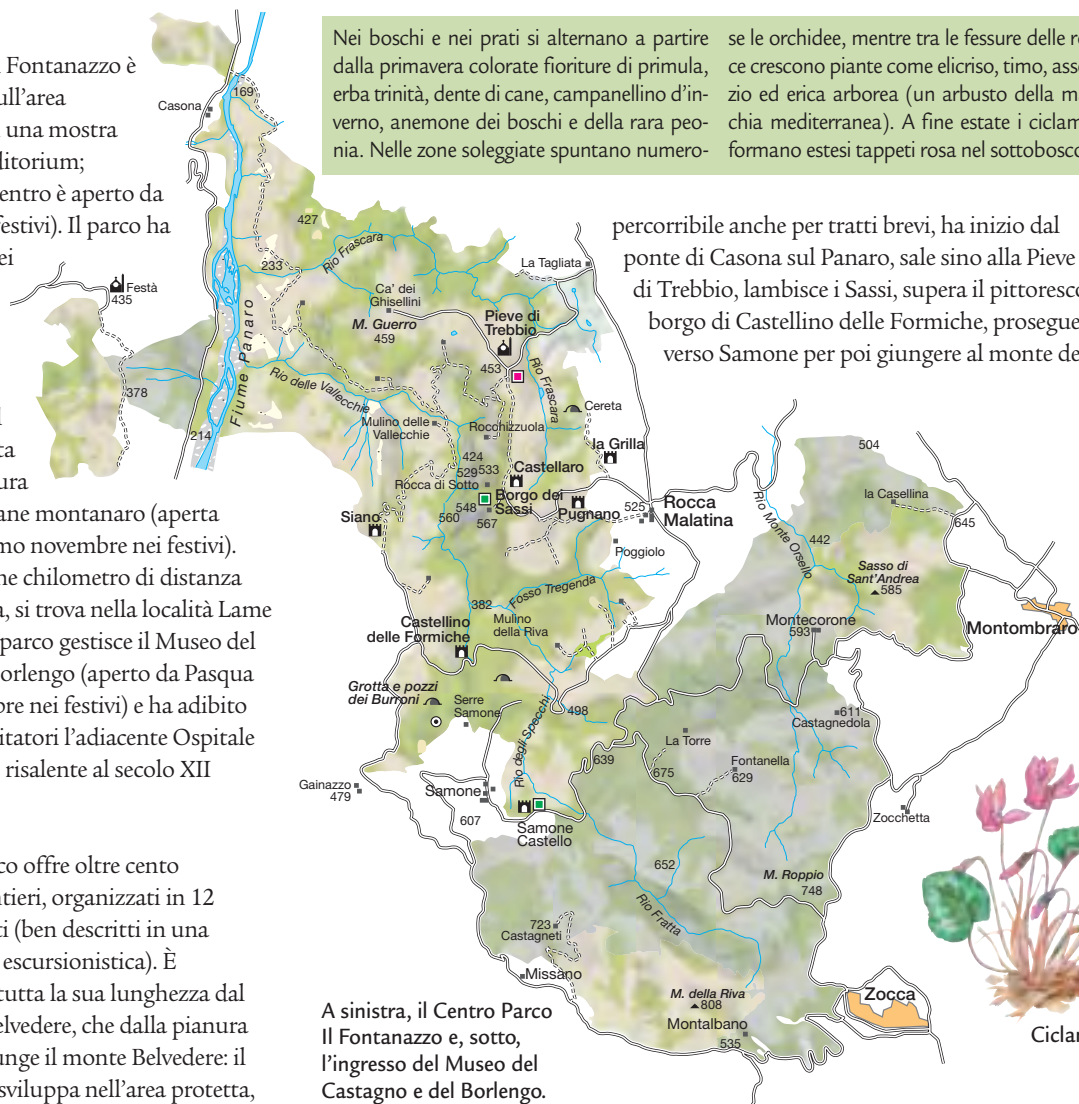 Fontanazzo è
ull'area
una mostra
ditorium;
entro è aperto da
festivi). Il parco ha
ei
ta
ura
ane montanaro (aperta
mo novembre nei festivi).
ne chilometro di distanza
a, si trova nella località Lame
parco gestisce il Museo del
orlengo (aperto da Pasqua
bre nei festivi) e ha adibito
itatori l'adiacente Ospitale
risalente al secolo XII
co offre oltre cento
ntieri, organizzati in 12
ti (ben descritti in una
escursionistica). È
tutta la sua lunghezza dal
elvedere, che dalla pianura
unge il monte Belvedere: il
sviluppa nell'area protetta,
Nei boschi e nei prati si alternano a partire
dalla primavera colorate fioriture di primula,
erba trinità, dente di cane, campanellino d'in-
verno, anemone dei boschi e della rara peo-
nia. Nelle zone soleggiate spuntano numero-
se le orchidee, mentre tra le fessure delle ro
ce crescono piante come elicriso, timo, asse
zio ed erica arborea (un arbusto della m
chia mediterranea). A fine estate i ciclam
formano estesi tappeti rosa nel sottobosco
percorribile anche per tratti brevi, ha inizio dal
ponte di Casona sul Panaro, sale sino alla Pieve
di Trebbio, lambisce i Sassi, supera il pittoresco
borgo di Castellino delle Formiche, prosegue
verso Samone per poi giungere al monte de
169
Casona
427
233
Rio Frascara
La Tagliata
Festà
435
Ca' dei
Ghisellini
M. Guerro
459
Pieve di
Trebbio
453
Fiume Panaro
Rio Frascara
378
Rio delle Vallecchie
Cereta
214
Mulino delle
Vallecchie
Rocchizzuola
la Grilla
504
424
529
533
Castellaro
Rocca di Sotto
la Casellina
548
Borgo dei
Sassi
567
560
Siano
Pugnano
525
Rocca
Malatina
Rio Monte Orsello
645
442
Poggiolo
Sasso di
Sant'Andrea
585
Fosso Tregenda
382
Castellino
delle Formiche
Mulino
della Riva
Montecorone
593
Montombraro
Grotta e pozzi
dei Burroni
Serre
Samone
498
Rio degli Specchi
611
Castagnedola
La Torre
639
675
Fontanella
629
Gainazzo
479
Samone
607
Zocchetta
Samone
Castello
652
M. Roppio
748
Rio Fratta
723
Castagneti
Missano
M. della Riva
808
Montalbano
535
Zocca
A sinistra, il Centro Parco
Il Fontanazzo e, sotto,
l'ingresso del Museo del
Castagno e del Borlengo.
Ciclan